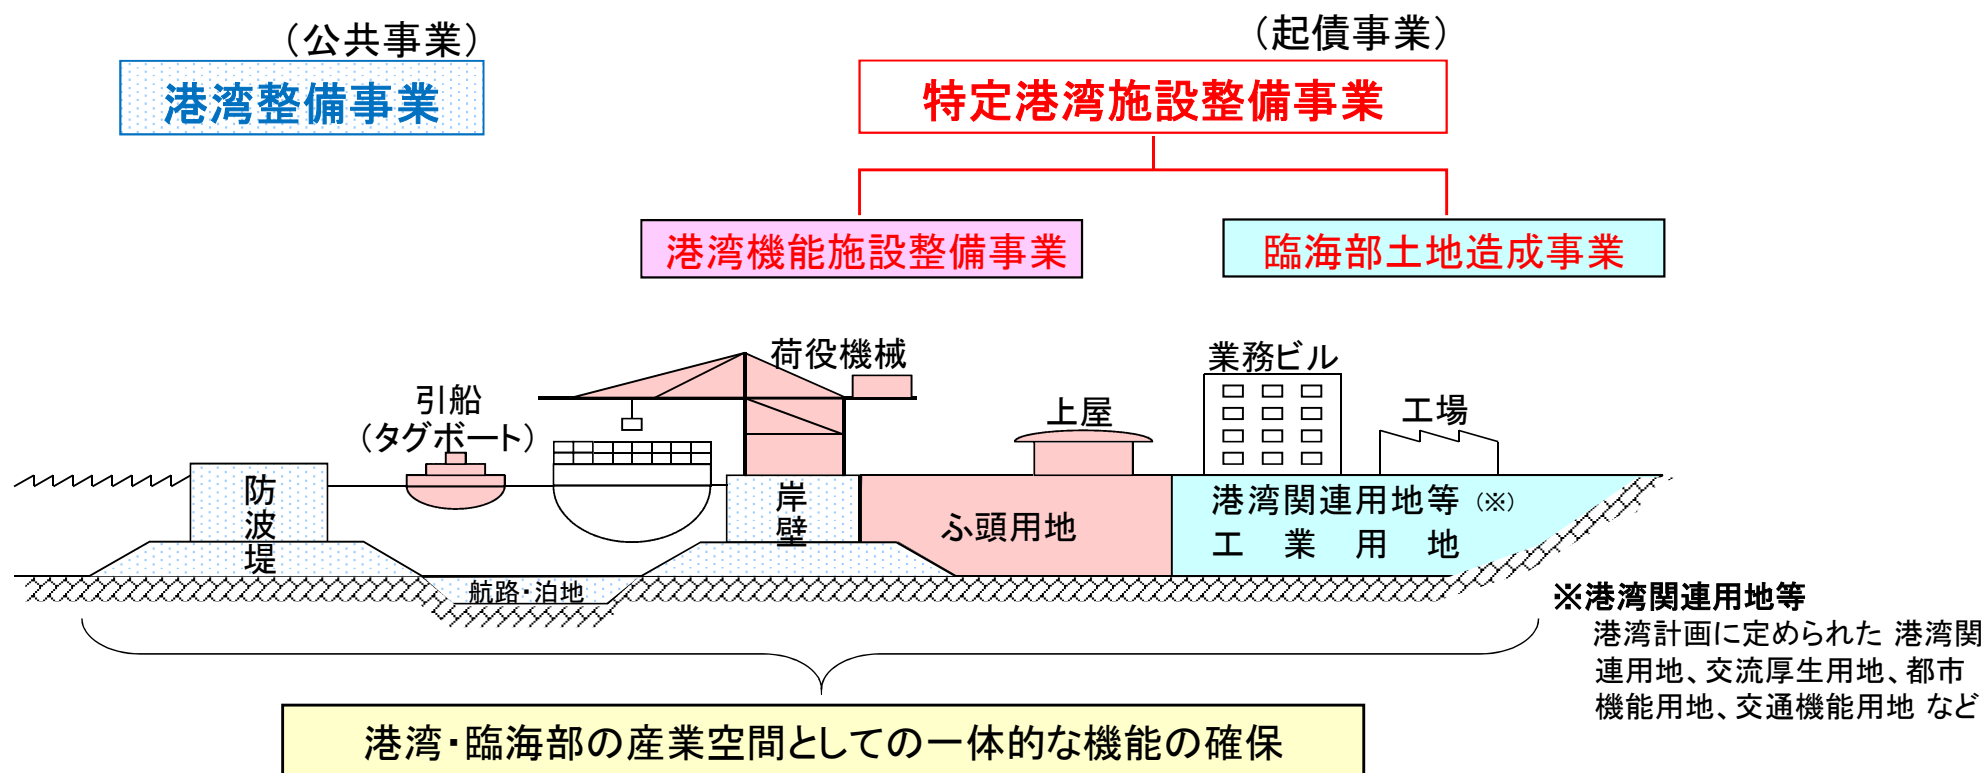 （公共事業）
港湾整備事業
（起債事業）
特定港湾施設整備事業
港湾機能施設整備事業
臨海部土地造成事業
荷役機械
引船
（タグボート）
上屋
業務ビル
工場
防波堤
岸壁
ふ頭用地
港湾関連用地等（※）
工業用地
航路・泊地
※港湾関連用地等
港湾計画に定められた 港湾関
連用地、交流厚生用地、都市
機能用地、交通機能用地 など
港湾・臨海部の産業空間としての一体的な機能の確保